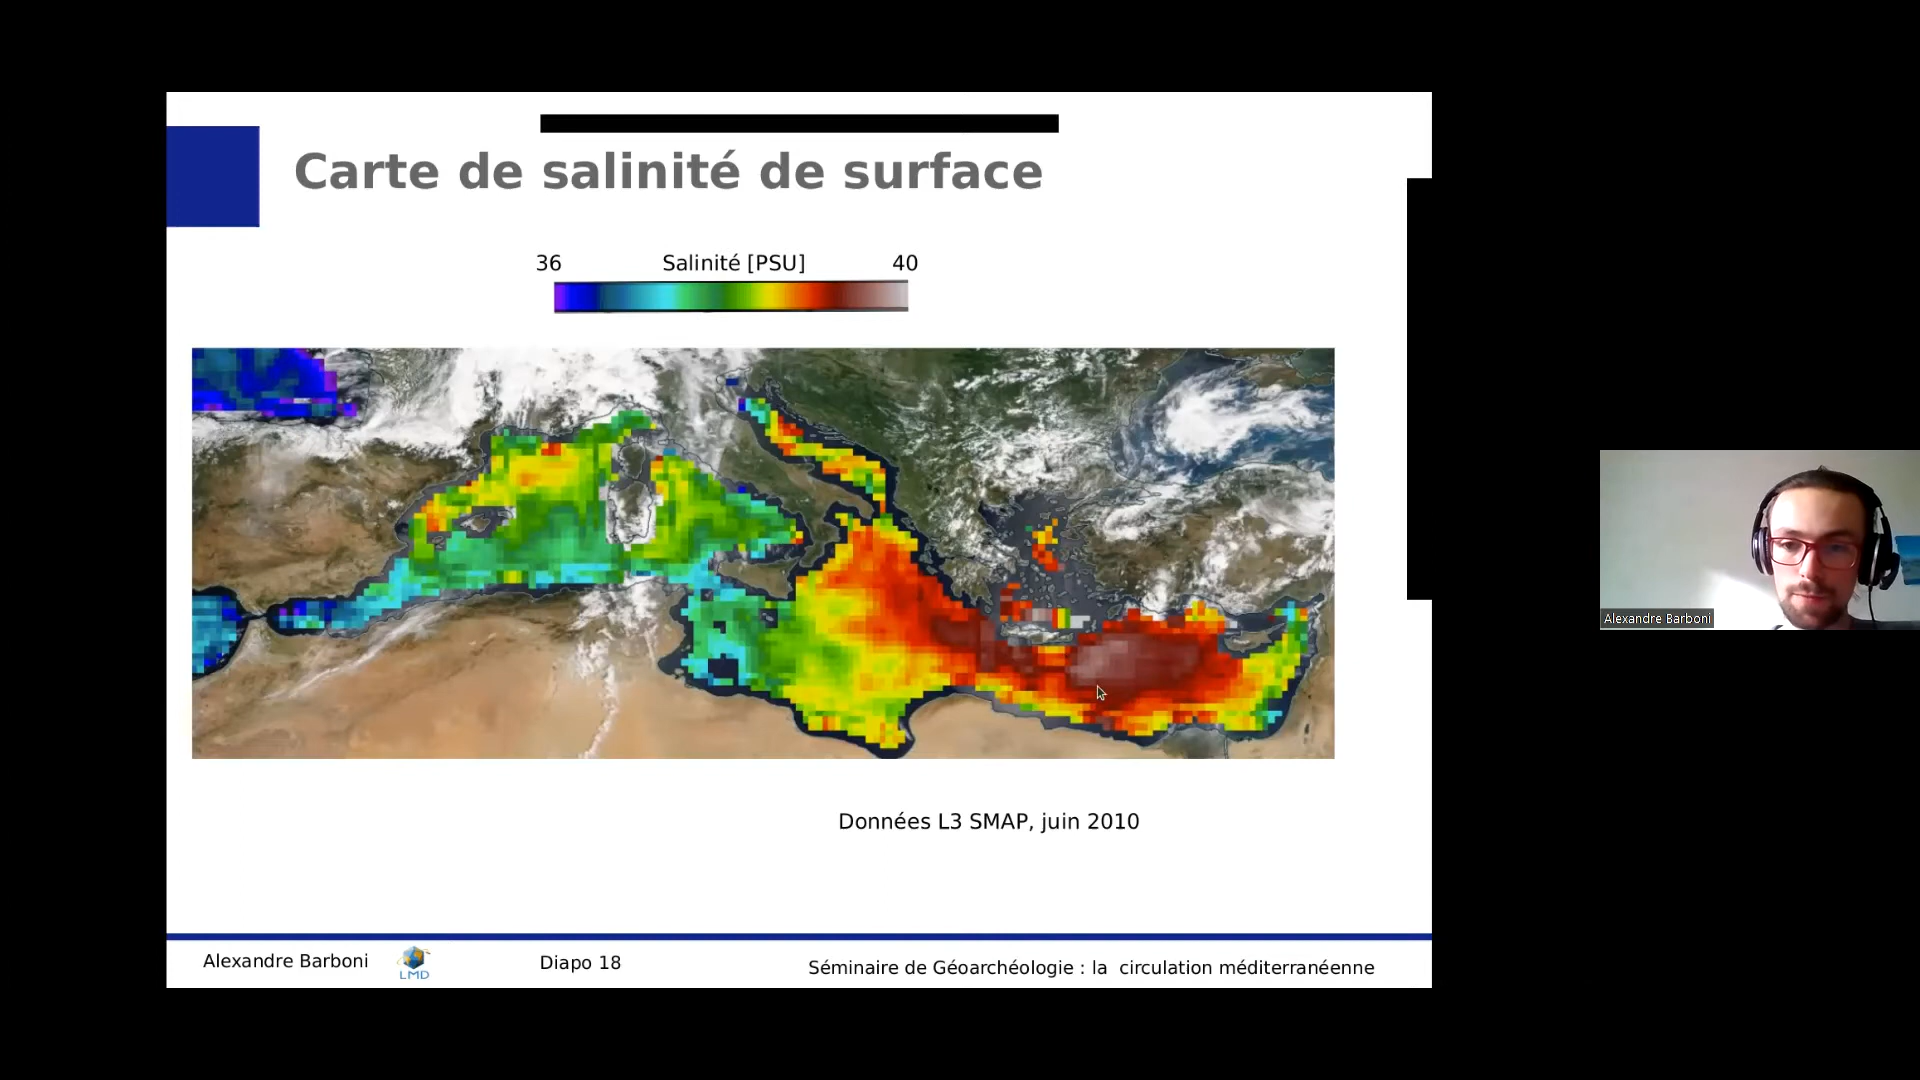 Carte de salinité de surface
36 Salinité [PSU] 40
Données L3 SMAP, juin 2010
Alexandre Barboni
LMD
Diapo 18
Séminaire de Géoarchéologie : la  circulation méditerranéenne
Alexandre Barboni